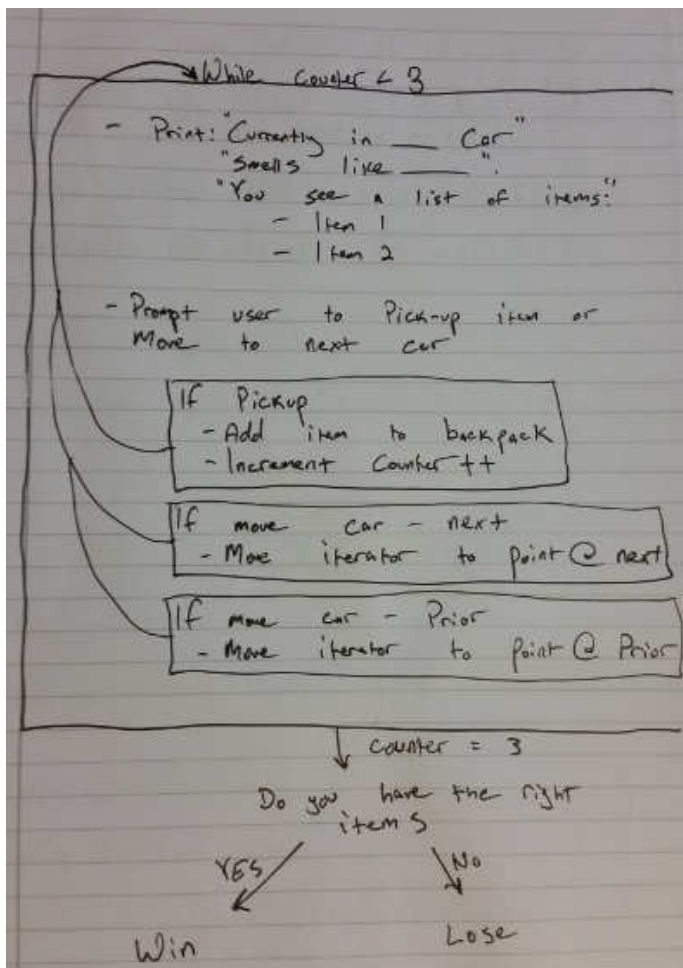 While Counter < 3
- Print: "Currently in ___ Car"
"Smells like ___".
"You see a list of items:"
- Item 1
- Item 2
- Prompt user to Pick-up item or
Move to next car
If Pickup
- Add item to backpack
- Increment Counter ++
If move car - next
- Move iterator to point @ next
If move car - Prior
- Move iterator to point @ Prior
counter = 3
Do you have the right
items
YES
No
Win
Lose